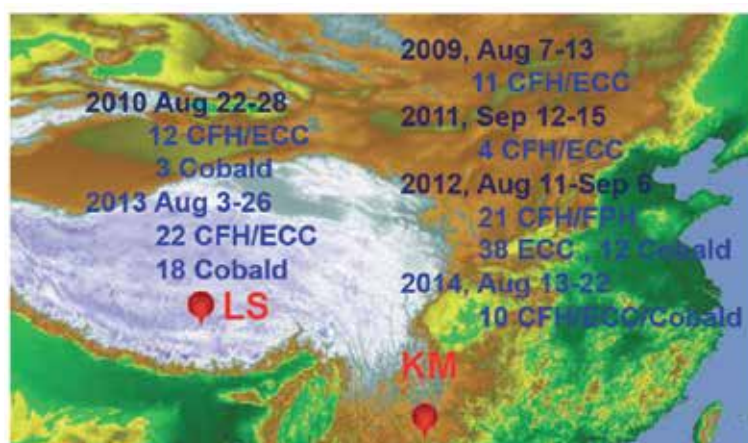 2010 Aug 22-28
12 CFH/ECC
3 Cobald
2013 Aug 3-26
22 CFH/ECC
18 Cobald
LS
2009, Aug 7-13
11 CFH/ECC
2011, Sep 12-15
4 CFH/ECC
2012, Aug 11-Sep 6
21 CFH/FPH
38 ECC , 12 Cobald
2014, Aug 13-22
10 CFH/ECC/Cobald
KM